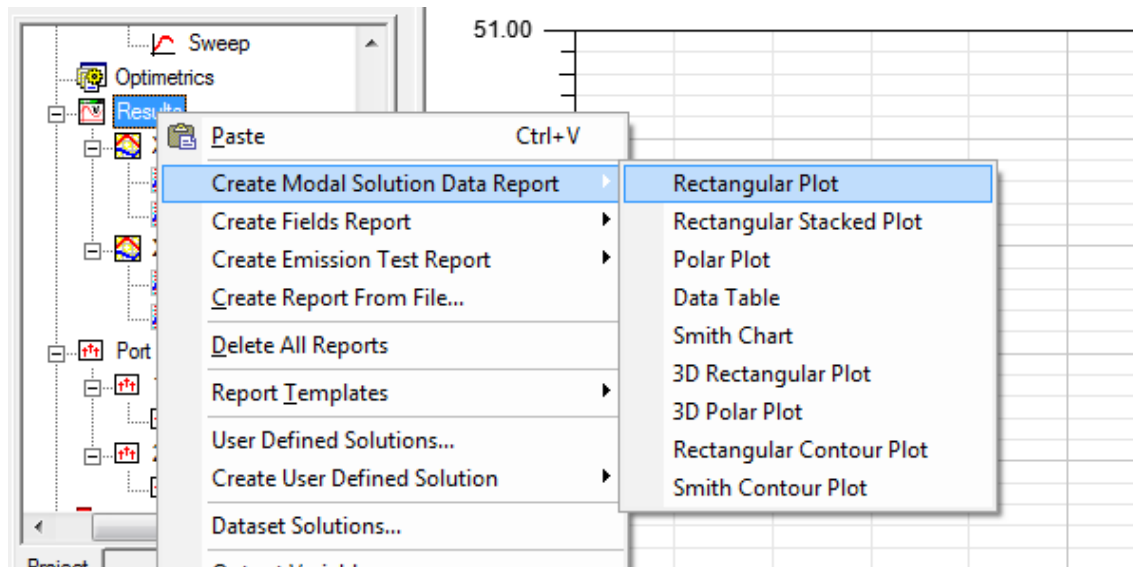 Sweep
51.00
Optimetrics
Results
Paste Ctrl+V
Create Modal Solution Data Report
Rectangular Plot
Create Fields Report
Rectangular Stacked Plot
Create Emission Test Report
Polar Plot
Create Report From File...
Data Table
Delete All Reports
Smith Chart
Port
3D Rectangular Plot
Report Templates
3D Polar Plot
User Defined Solutions...
Rectangular Contour Plot
Create User Defined Solution
Smith Contour Plot
Dataset Solutions...
Project